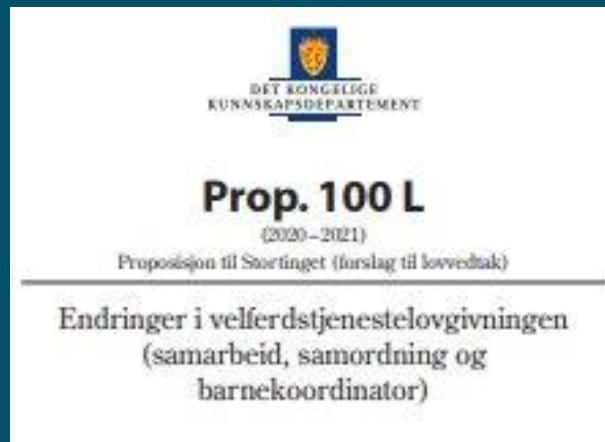 DET KONGELIGE
KUNNSKAPSDEPARTEMENT
Prop. 100 L
(2020–2021)
Proposisjon til Stortinget (forslag til lovvedtak)
Endringer i velferdstjenestelovgivningen
(samarbeid, samordning og
barnekoordinator)